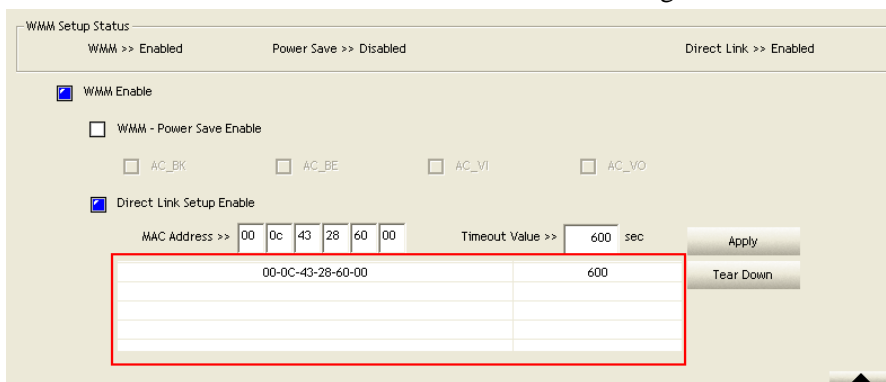 WMM Setup Status
WMM >> Enabled Power Save >> Disabled Direct Link >> Enabled
WMM Enable
WMM - Power Save Enable
AC_BK AC_BE AC_VI AC_VO
Direct Link Setup Enable
MAC Address >> 00 0c 43 28 60 00 Timeout Value >> 600 sec Apply
00-0C-43-28-60-00 600 Tear Down